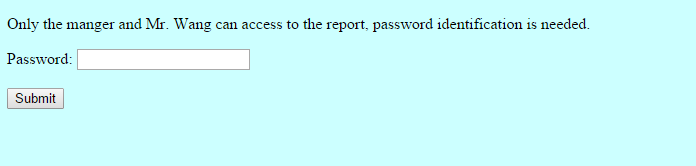 Only the manger and Mr. Wang can access to the report, password identification is needed.
Password:
Submit